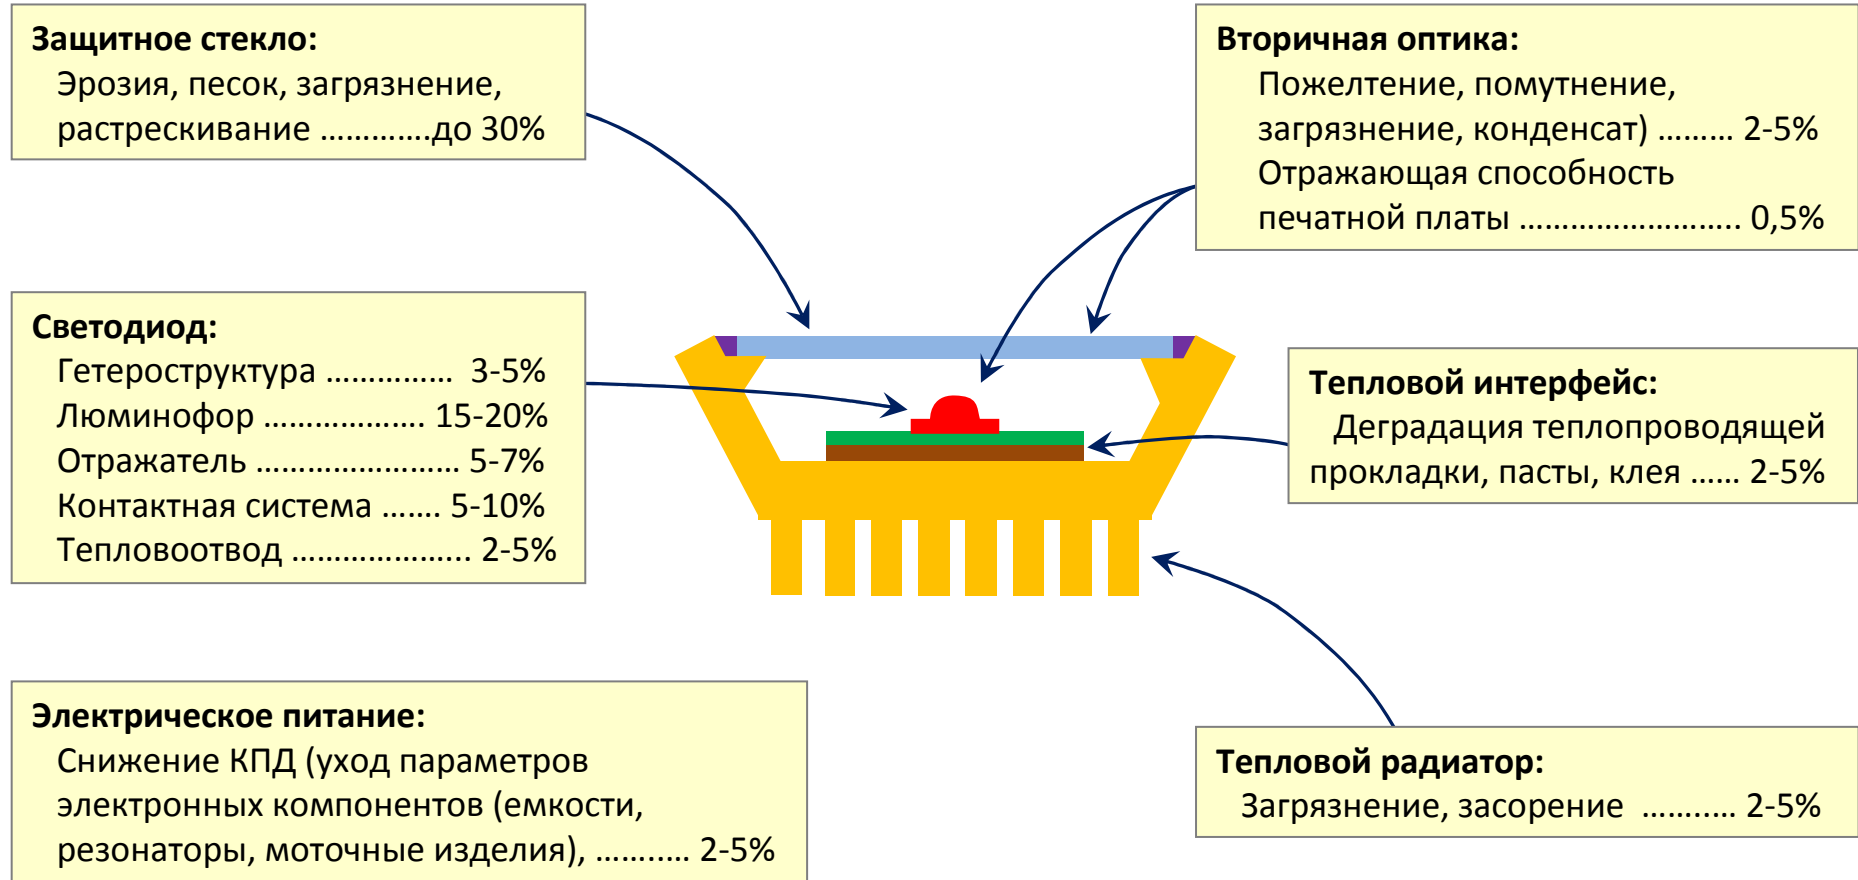 Защитное стекло:
Эрозия, песок, загрязнение,
растрескивание ………….до 30%
Светодиод:
Гетероструктура …………… 3-5%
Люминофор ………………. 15-20%
Отражатель …………………… 5-7%
Контактная система ……. 5-10%
Тепловоотвод ………………... 2-5%
Электрическое питание:
Снижение КПД (уход параметров
электронных компонентов (емкости,
резонаторы, моточные изделия), ……..… 2-5%
Вторичная оптика:
Пожелтение, помутнение,
загрязнение, конденсат) ……… 2-5%
Отражающая способность
печатной платы …………………….. 0,5%
Тепловой интерфейс:
Деградация теплопроводящей
прокладки, пасты, клея …… 2-5%
Тепловой радиатор:
Загрязнение, засорение ……..… 2-5%